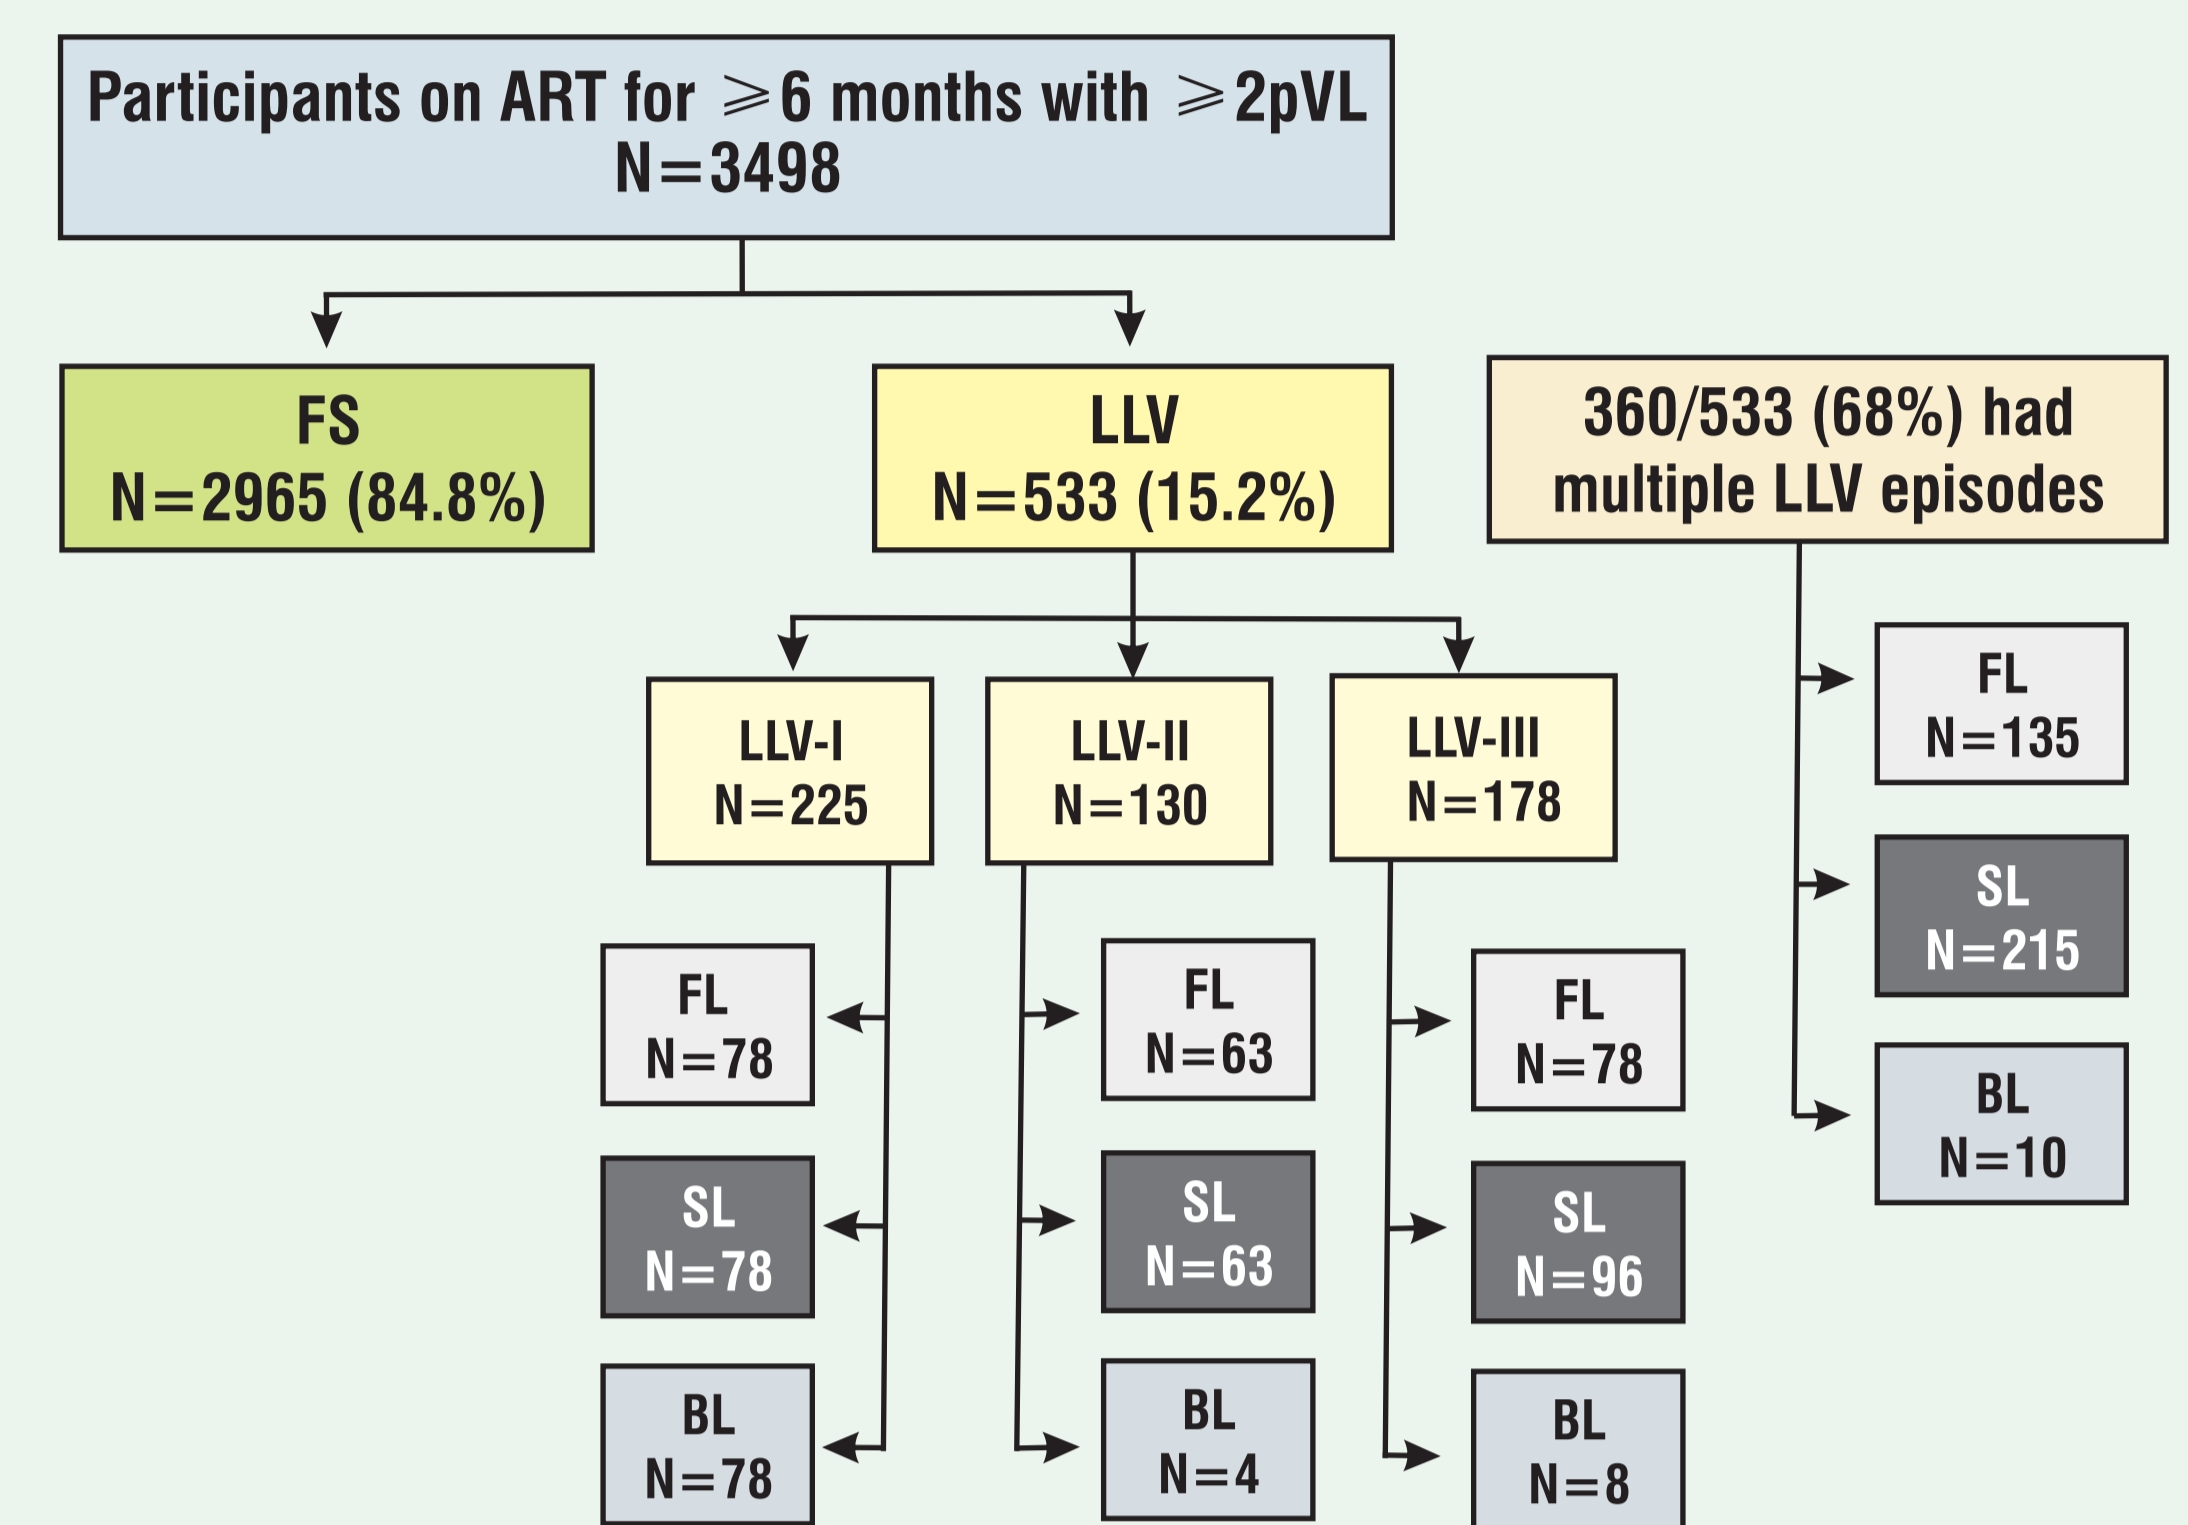 Participants on ART for ⩾6 months with ⩾2pVL
N=3498
FS
N=2965 (84.8%)
LLV
N=533 (15.2%)
360/533 (68%) had
multiple LLV episodes
LLV-I
N=225
LLV-II
N=130
LLV-III
N=178
FL
N=78
SL
N=78
BL
N=78
FL
N=63
SL
N=63
BL
N=4
FL
N=78
SL
N=96
BL
N=8
FL
N=135
SL
N=215
BL
N=10